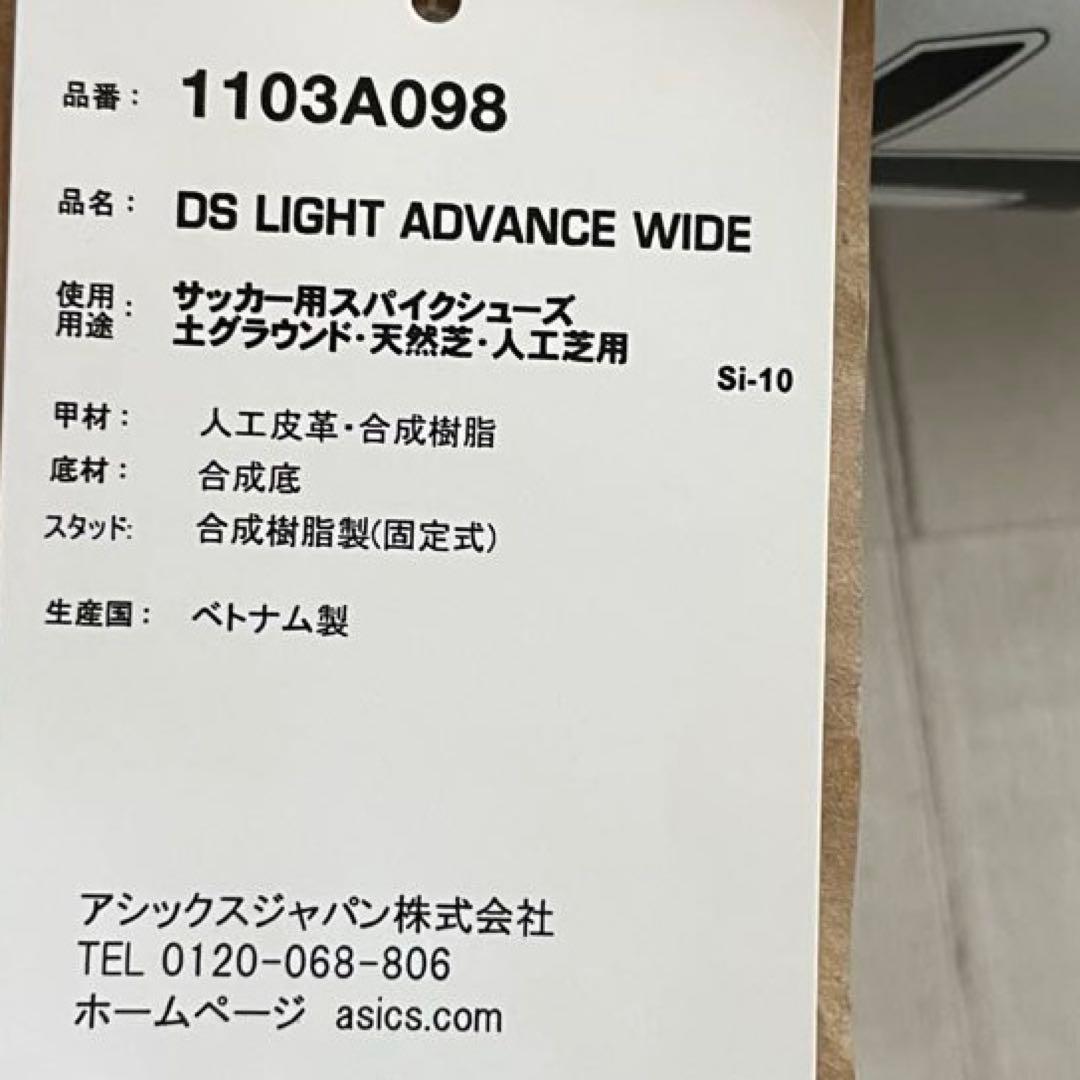 品番： 1103A098
品名： DS LIGHT ADVANCE WIDE
使用用途： サッカー用スパイクシューズ
土グラウンド・天然芝・人工芝用
Si-10
甲材： 人工皮革・合成樹脂
底材： 合成底
スタッド: 合成樹脂製(固定式)
生産国： ベトナム製
アシックスジャパン株式会社
TEL 0120-068-806
ホームページ asics.com